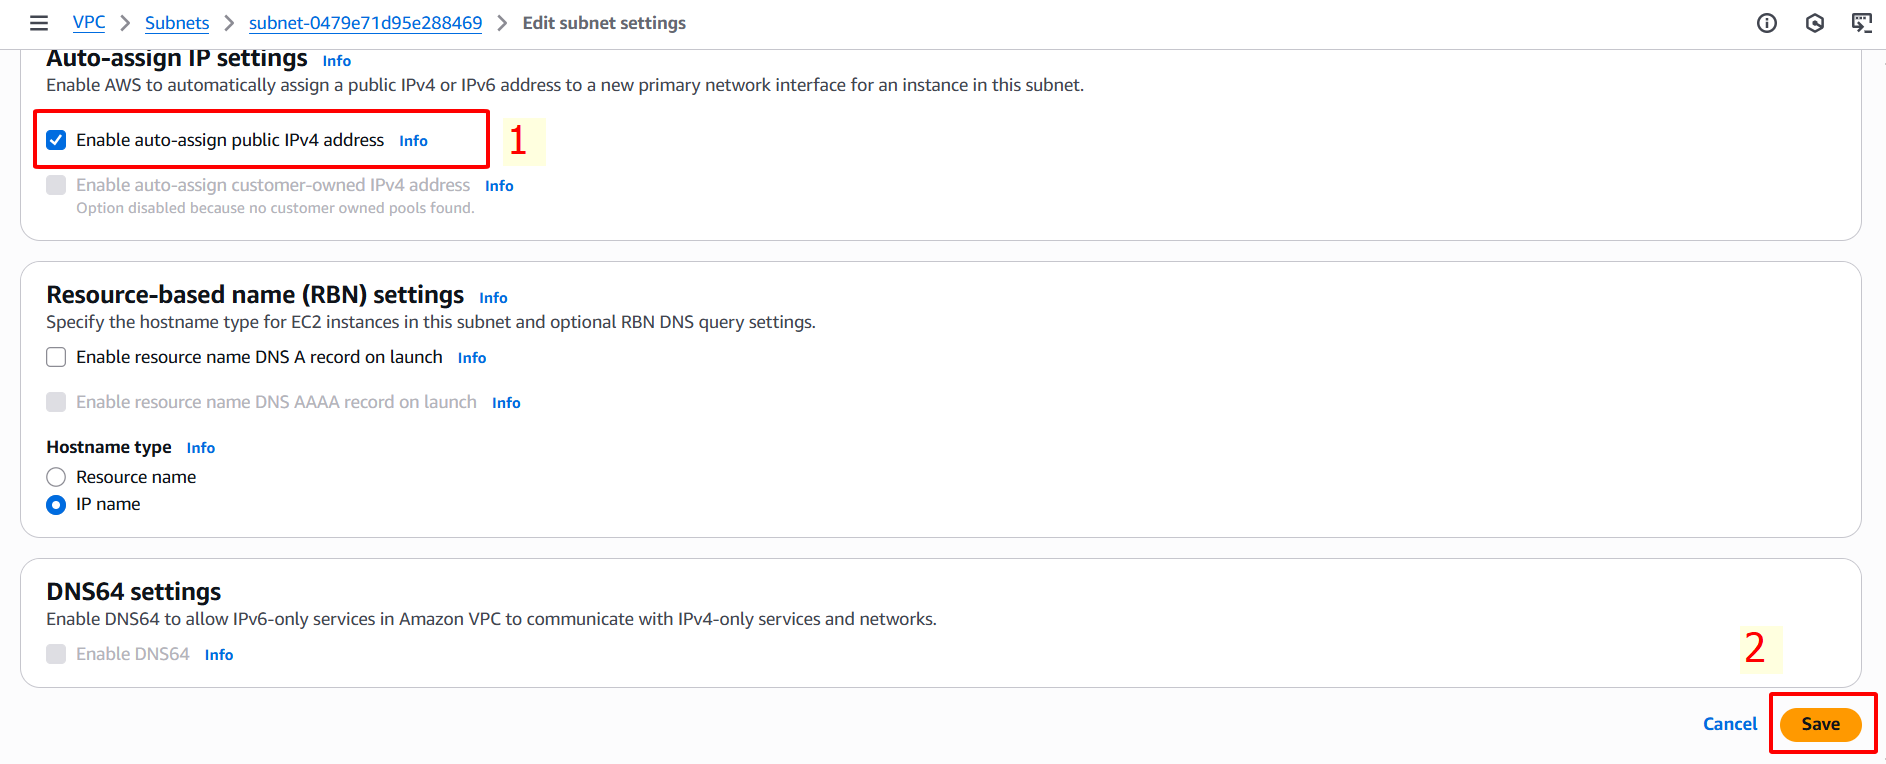 VPC > Subnets > subnet-0479e71d95e288469 > Edit subnet settings
Auto-assign IP settings Info
Enable AWS to automatically assign a public IPv4 or IPv6 address to a new primary network interface for an instance in this subnet.
Enable auto-assign public IPv4 address Info
1
Enable auto-assign customer-owned IPv4 address Info
Option disabled because no customer owned pools found.
Resource-based name (RBN) settings Info
Specify the hostname type for EC2 instances in this subnet and optional RBN DNS query settings.
Enable resource name DNS A record on launch Info
Enable resource name DNS AAAA record on launch Info
Hostname type Info
Resource name
IP name
DNS64 settings
Enable DNS64 to allow IPv6-only services in Amazon VPC to communicate with IPv4-only services and networks.
Enable DNS64 Info
2
Cancel Save